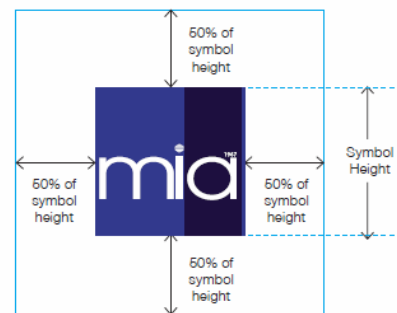 50% of
symbol
height
mia
1967
50% of
symbol
height
50% of
symbol
height
Symbol
Height
50% of
symbol
height